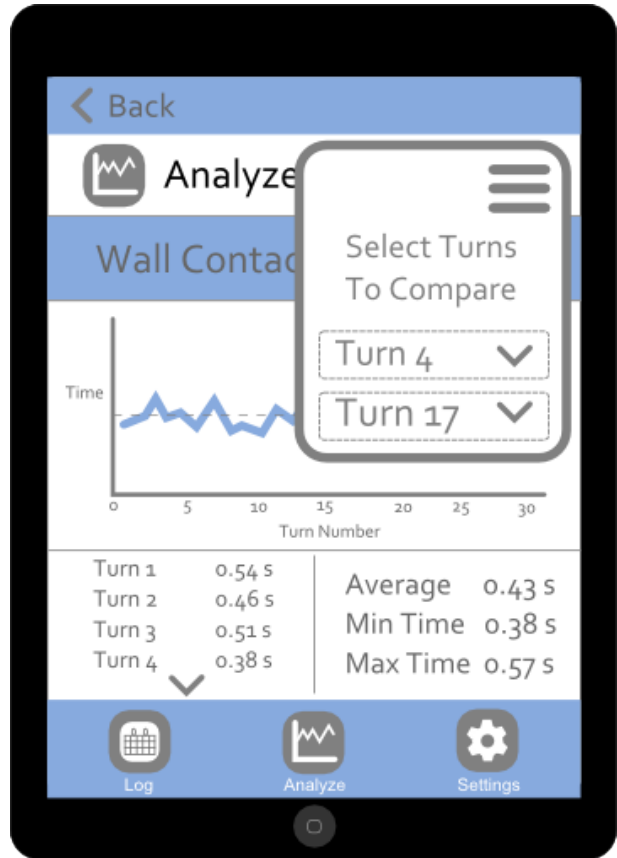 Back
Analyze
Wall Contac
Select Turns
To Compare
Turn 4
Turn 17
Time
0 5 10 15 20 25 30
Turn Number
Turn 1 0.54 s
Turn 2 0.46 s
Turn 3 0.51 s
Turn 4 0.38 s
Average 0.43 s
Min Time 0.38 s
Max Time 0.57 s
Log Analyze Settings